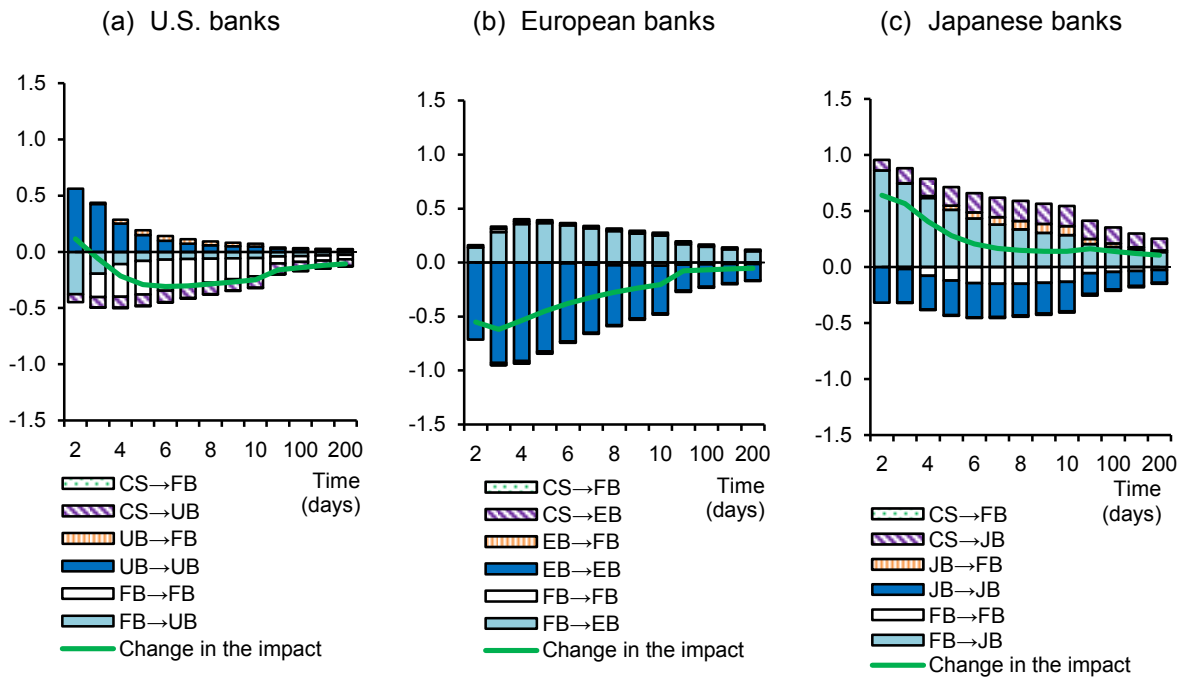 (a) U.S. banks
1.5
1.0
0.5
0.0
-0.5
-1.0
-1.5
2 4 6 8 10 100 200
Time
(days)
CS→FB
CS→UB
UB→FB
UB→UB
FB→FB
FB→UB
Change in the impact
(b) European banks
1.5
1.0
0.5
0.0
-0.5
-1.0
-1.5
2 4 6 8 10 100 200
Time
(days)
CS→FB
CS→EB
EB→FB
EB→EB
FB→FB
FB→EB
Change in the impact
(c) Japanese banks
1.5
1.0
0.5
0.0
-0.5
-1.0
-1.5
2 4 6 8 10 100 200
Time
(days)
CS→FB
CS→JB
JB→FB
JB→JB
FB→FB
FB→JB
Change in the impact